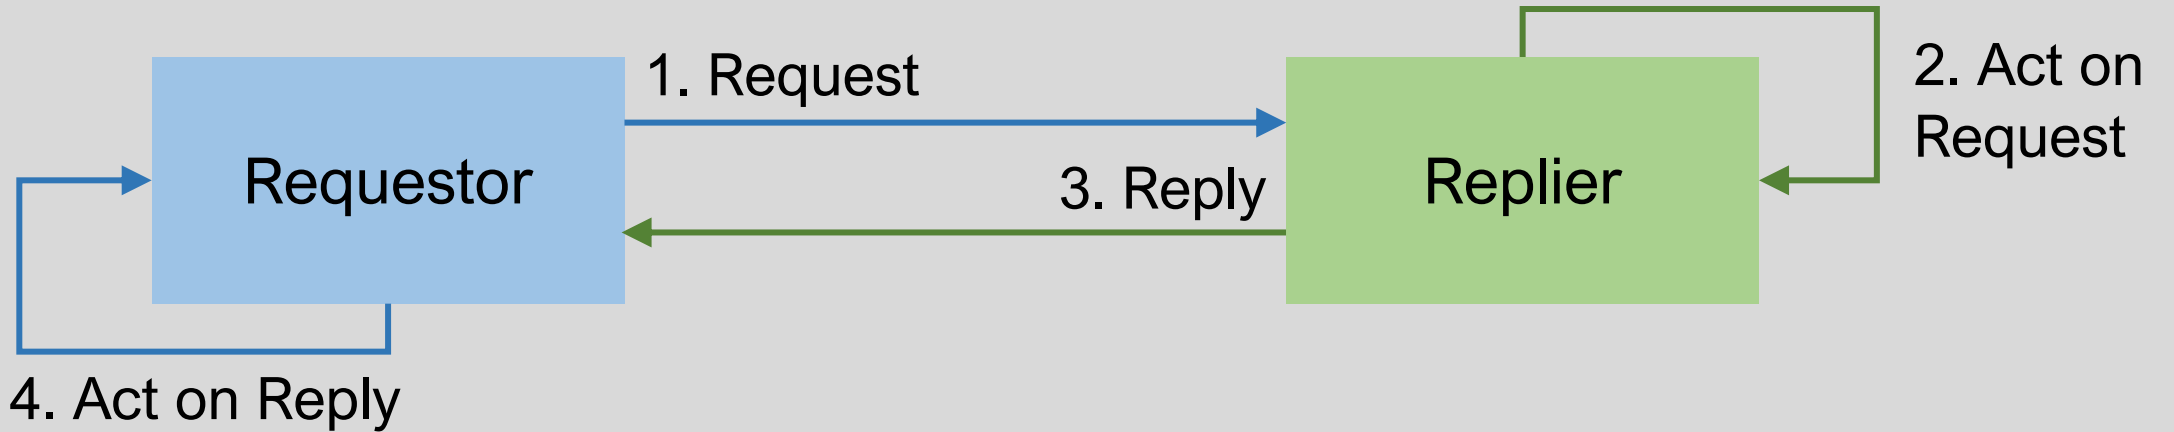 1. Request
2. Act on
Request
Requestor
3. Reply
Replier
4. Act on Reply